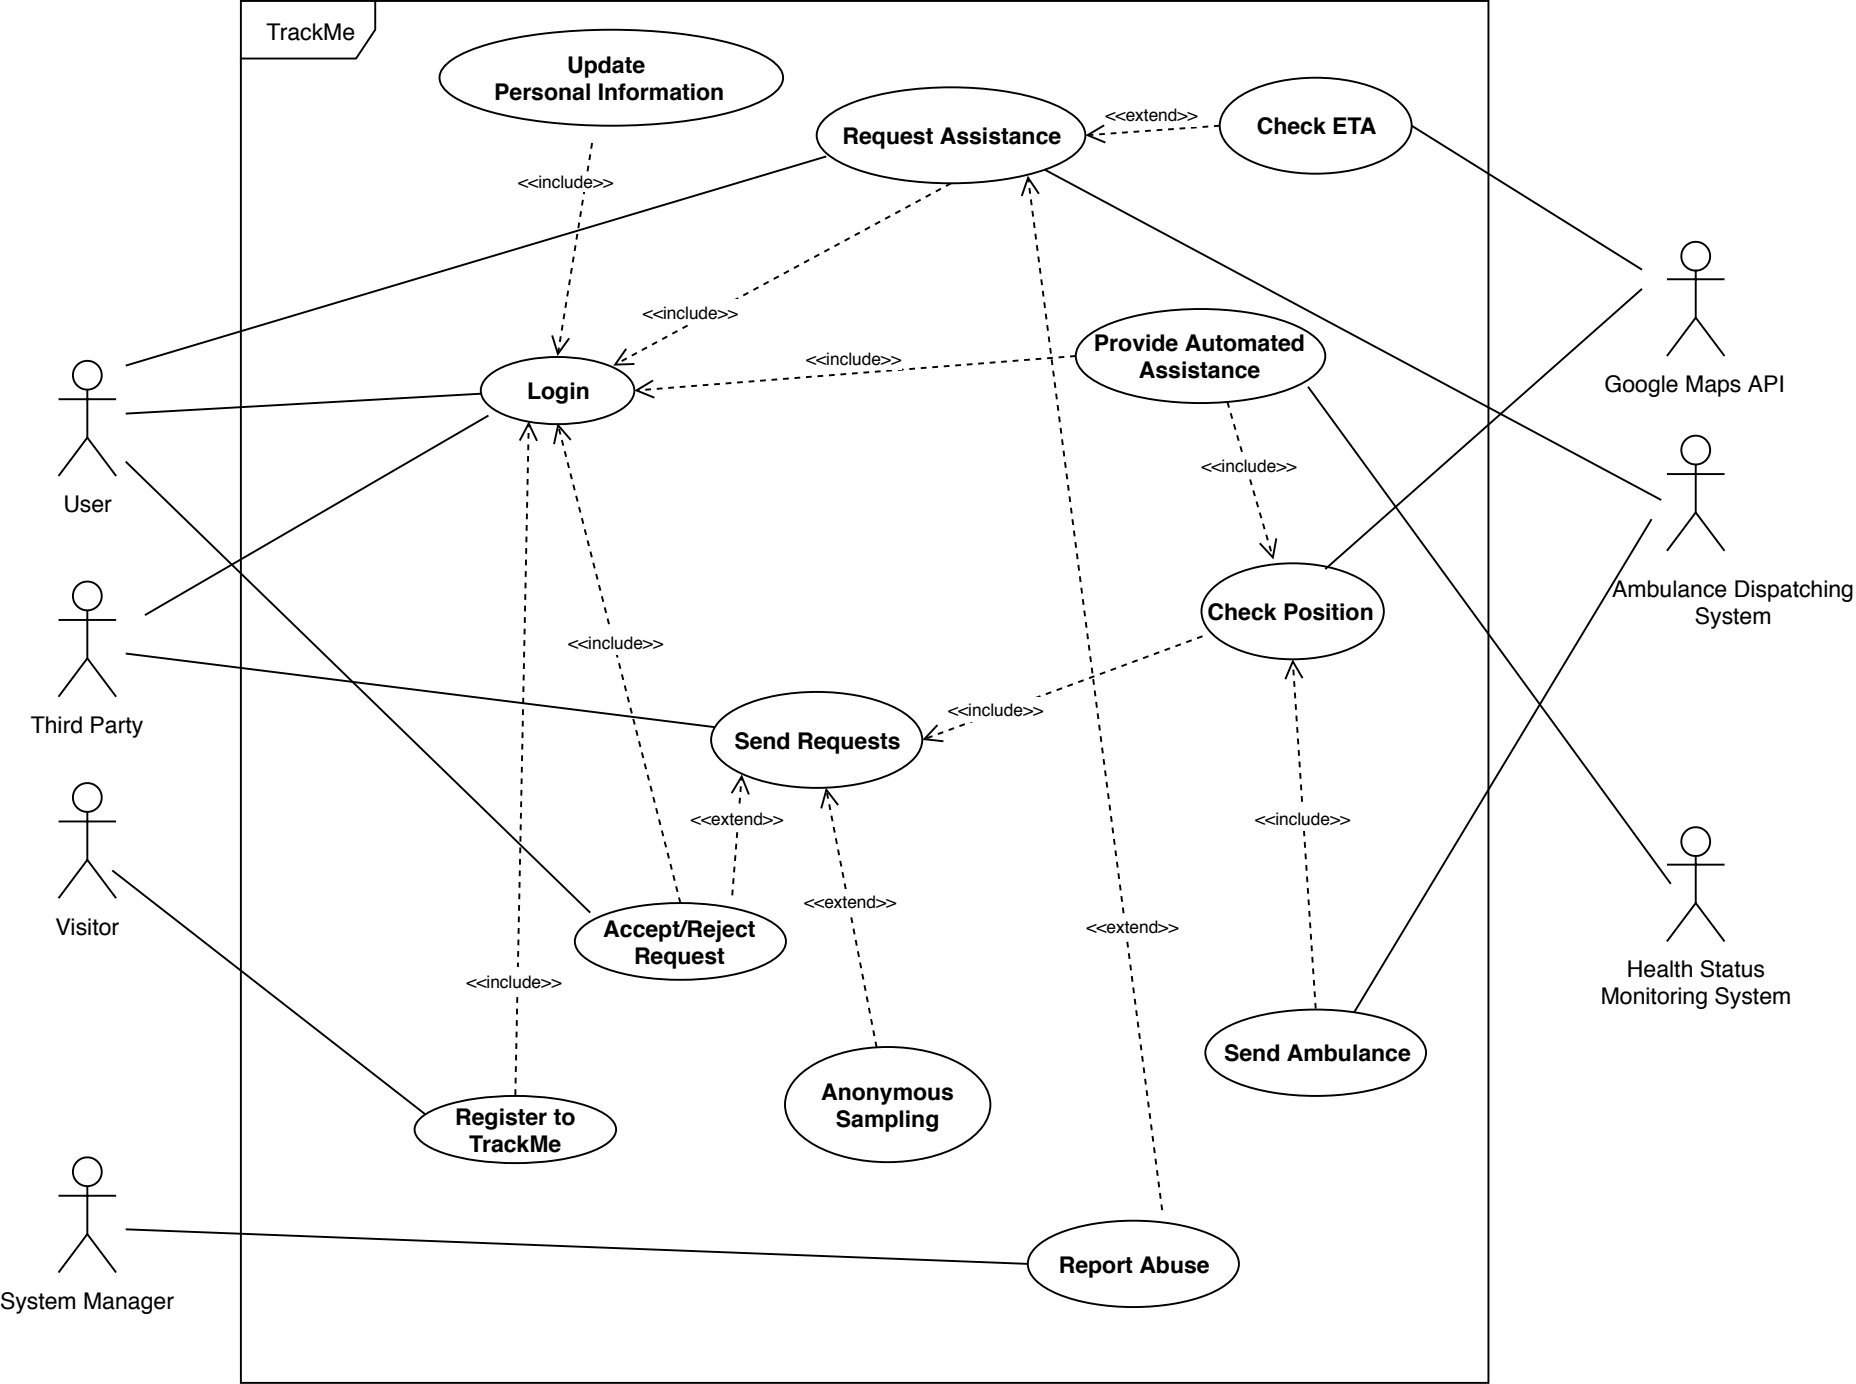 TrackMe
Update
Personal Information
Request Assistance
<<extend>>
Check ETA
<<include>>
<<include>>
<<include>>
Provide Automated
Assistance
Login
Google Maps API
<<include>>
User
Ambulance Dispatching
System
Check Position
<<include>>
Third Party
<<include>>
Send Requests
<<extend>>
<<include>>
Visitor
<<extend>>
<<extend>>
Accept/Reject
Request
<<include>>
Health Status
Monitoring System
Send Ambulance
Anonymous
Sampling
Register to
TrackMe
Report Abuse
System Manager